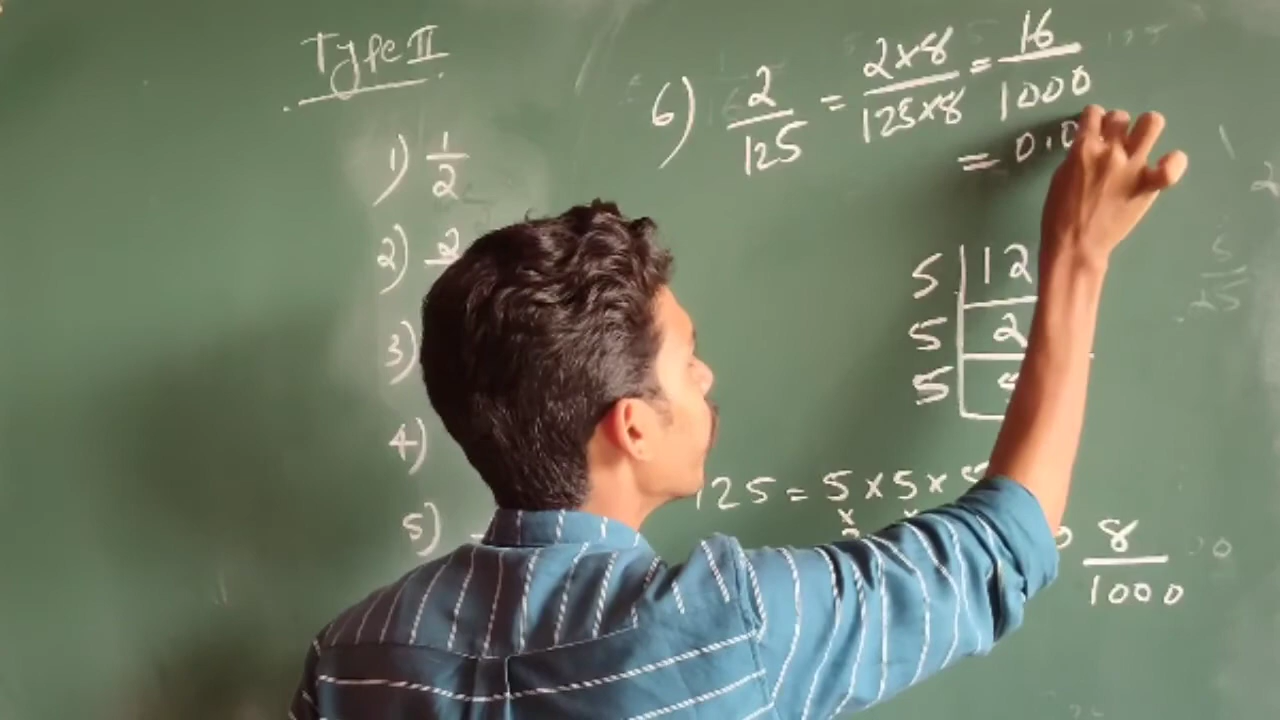 Type II
1) 1/2
2) 2
3)
4)
5)
6) 2/125 = 2×8/125×8 = 16/1000
= 0.0
5 | 12
5 | 2
5
125 = 5 × 5 ×
8/1000